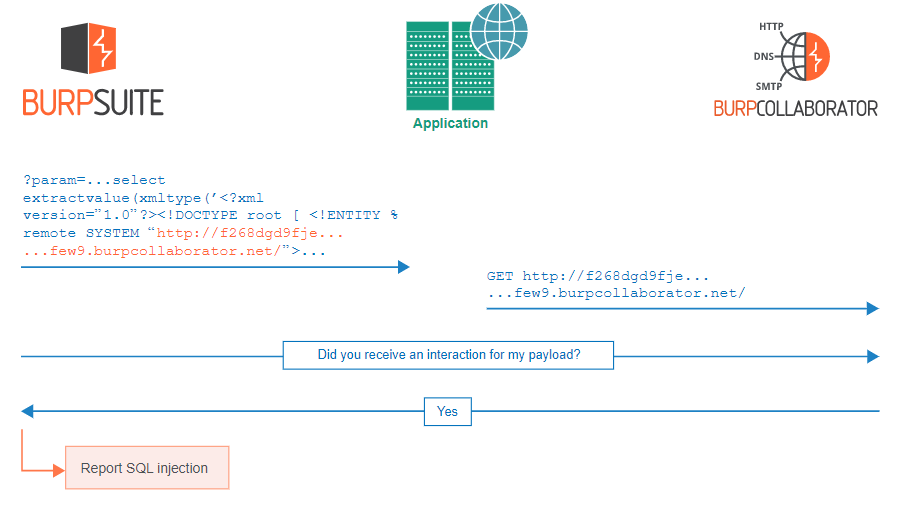 HTTP
DNS
SMTP
BURPSUITE
BURPCOLLABORATOR
Application
?param=...select
extractvalue(xmltype(’<?xml
version=”1.0”?><!DOCTYPE root [ <!ENTITY %
remote SYSTEM “http://f268dgd9fje...
...few9.burpcollaborator.net/”>...
GET http://f268dgd9fje...
...few9.burpcollaborator.net/
Did you receive an interaction for my payload?
Yes
Report SQL injection